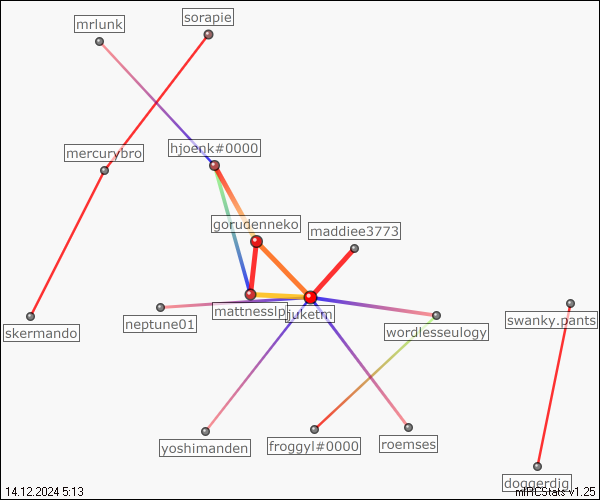 sorapie
mrlunk
hjoenk#0000
mercurybro
gorudenneko
maddiee3773
mattnesslp
juketm
neptune01
swanky.pants
skermando
wordlesseulogy
yoshimanden
froggyl#0000
roemses
doggerdig
14.12.2024 5:13
mIRCStats v1.25